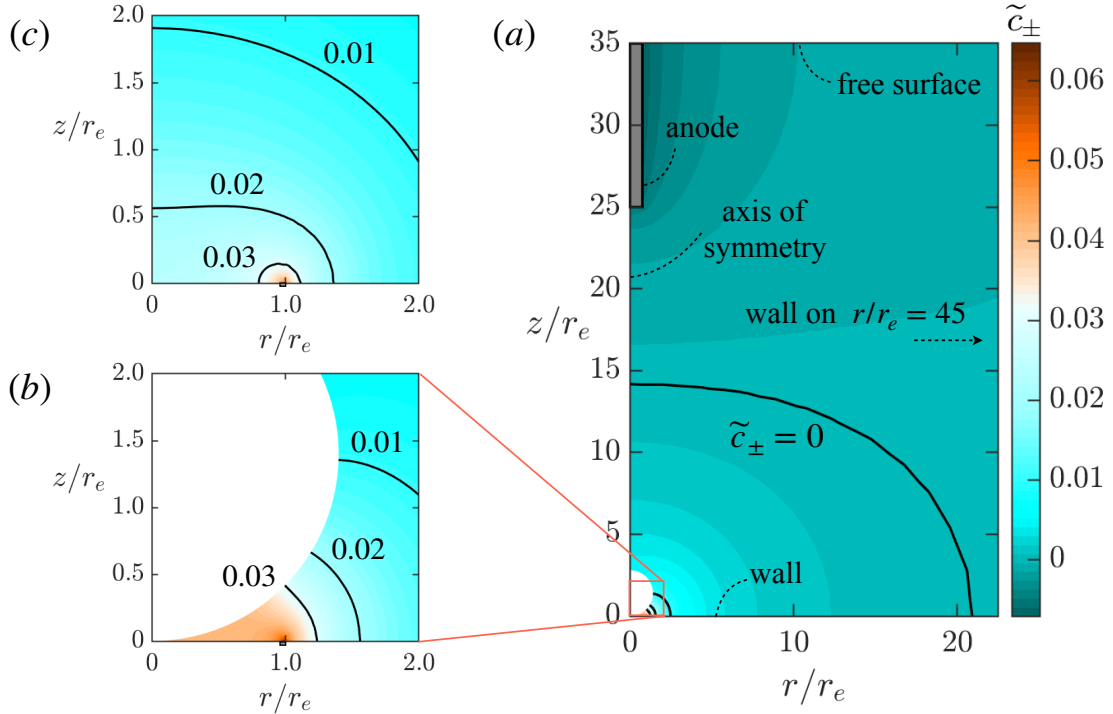 (c)
2.0
1.5
1.0
0.5
0
z/r_e
0.01
0.02
0.03
0
1.0
2.0
r/r_e
(b)
2.0
1.5
1.0
0.5
0
z/r_e
0.01
0.02
0.03
0
1.0
2.0
r/r_e
(a)
35
30
25
20
15
10
5
0
z/r_e
free surface
anode
axis of
symmetry
wall on r/r_e = 45
c̃± = 0
wall
0
10
20
r/r_e
c̃±
0.06
0.05
0.04
0.03
0.02
0.01
0